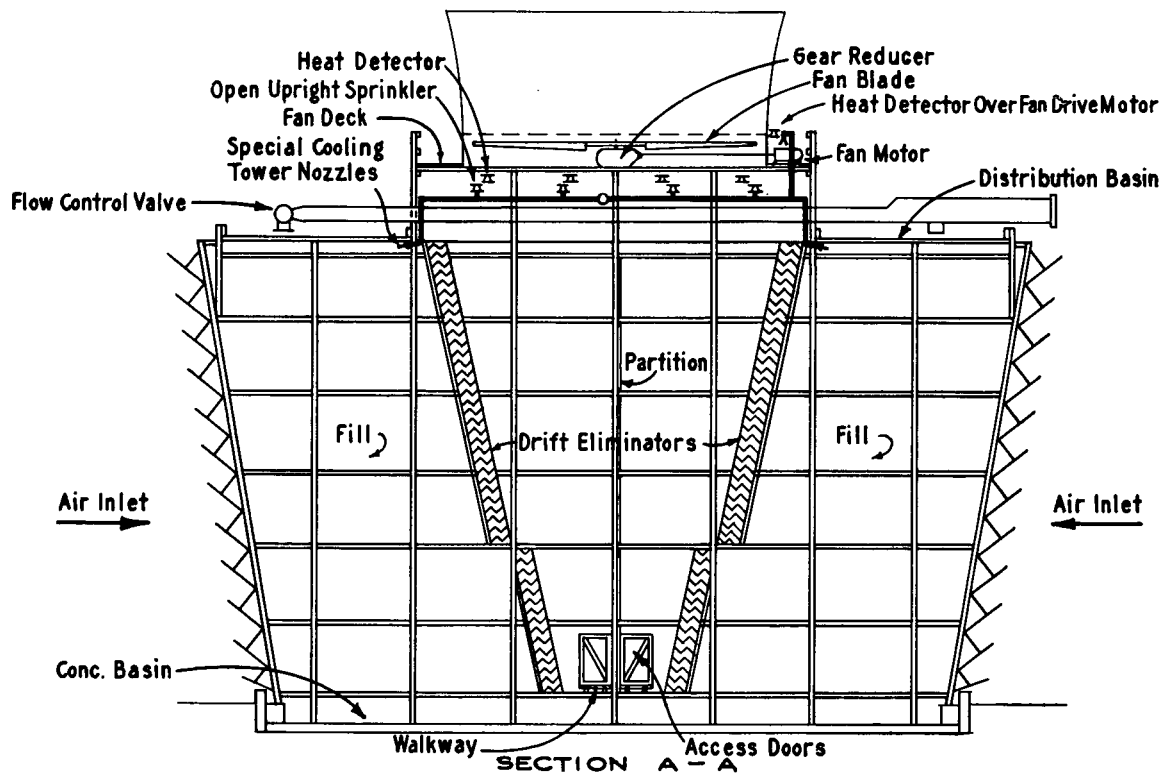 Heat Detector
Open Upright Sprinkler
Fan Deck
Special Cooling
Tower Nozzles
Flow Control Valve
Gear Reducer
Fan Blade
Heat Detector Over Fan Drive Motor
Fan Motor
Distribution Basin
Partition
Fill
Drift Eliminators
Fill
Air Inlet
Air Inlet
Conc. Basin
Walkway
Access Doors
SECTION A-A